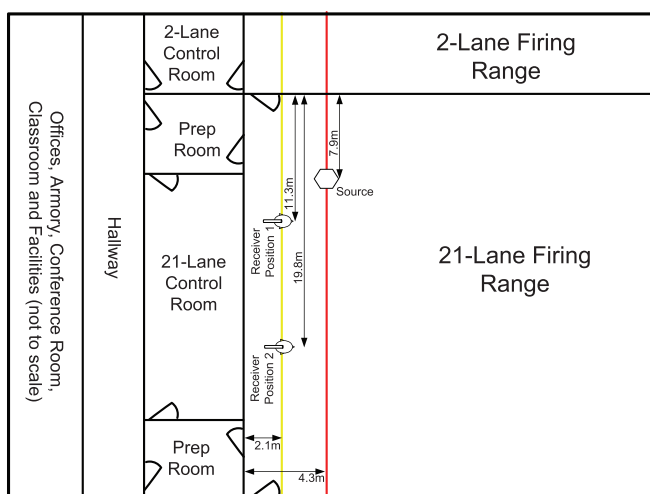 2-Lane
Control
Room
2-Lane Firing
Range
Prep
Room
7.9m
11.3m
Source
Offices, Armory, Conference Room,
Classroom and Facilities (not to scale)
Hallway
21-Lane
Control
Room
Receiver
Position 1
19.8m
21-Lane Firing
Range
Receiver
Position 2
Prep
Room
2.1m
4.3m